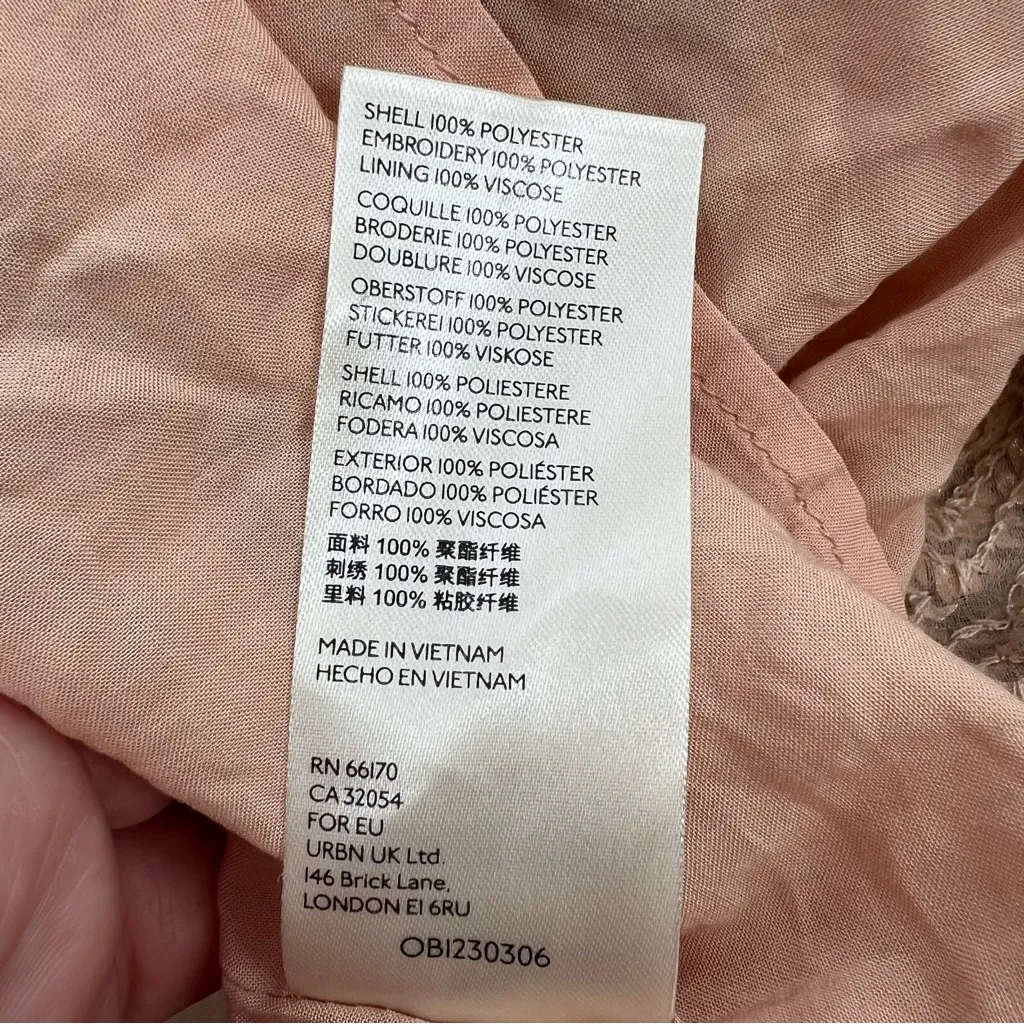 SHELL 100% POLYESTER
EMBROIDERY 100% POLYESTER
LINING 100% VISCOSE
COQUILLE 100% POLYESTER
BRODERIE 100% POLYESTER
DOUBLURE 100% VISCOSE
OBERSTOFF 100% POLYESTER
STICKEREI 100% POLYESTER
FUTTER 100% VISKOSE
SHELL 100% POLIESTERE
RICAMO 100% POLIESTERE
FODERA 100% VISCOSA
EXTERIOR 100% POLIÉSTER
BORDADO 100% POLIÉSTER
FORRO 100% VISCOSA
面料 100% 聚酯纤维
刺绣 100% 聚酯纤维
里料 100% 粘胶纤维
MADE IN VIETNAM
HECHO EN VIETNAM
RN 66170
CA 32054
FOR EU
URBN UK Ltd.
146 Brick Lane,
LONDON E1 6RU
OB1230306